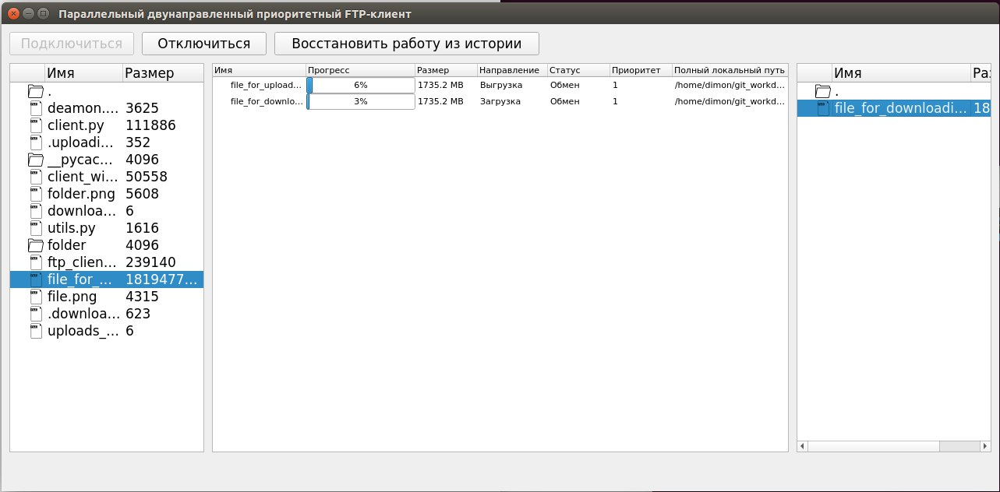 Параллельный двунаправленный приоритетный FTP-клиент
Подключиться Отключиться Восстановить работу из истории
Имя Размер
.
deamon.... 3625
client.py 111886
.uploadi... 352
__pycac... 4096
client_wi... 50558
folder.png 5608
downloa... 6
utils.py 1616
folder 4096
ftp_clien... 239140
file_for_... 1819477...
file.png 4315
.downloa... 623
uploads_... 6
Имя Прогресс Размер Направление Статус Приоритет Полный локальный путь
file_for_upload... 6% 1735.2 MB Выгрузка Обмен 1 /home/dimon/git_workd...
file_for_downlo... 3% 1735.2 MB Загрузка Обмен 1 /home/dimon/git_workd...
Имя Раз
.
file_for_downloadi... 18